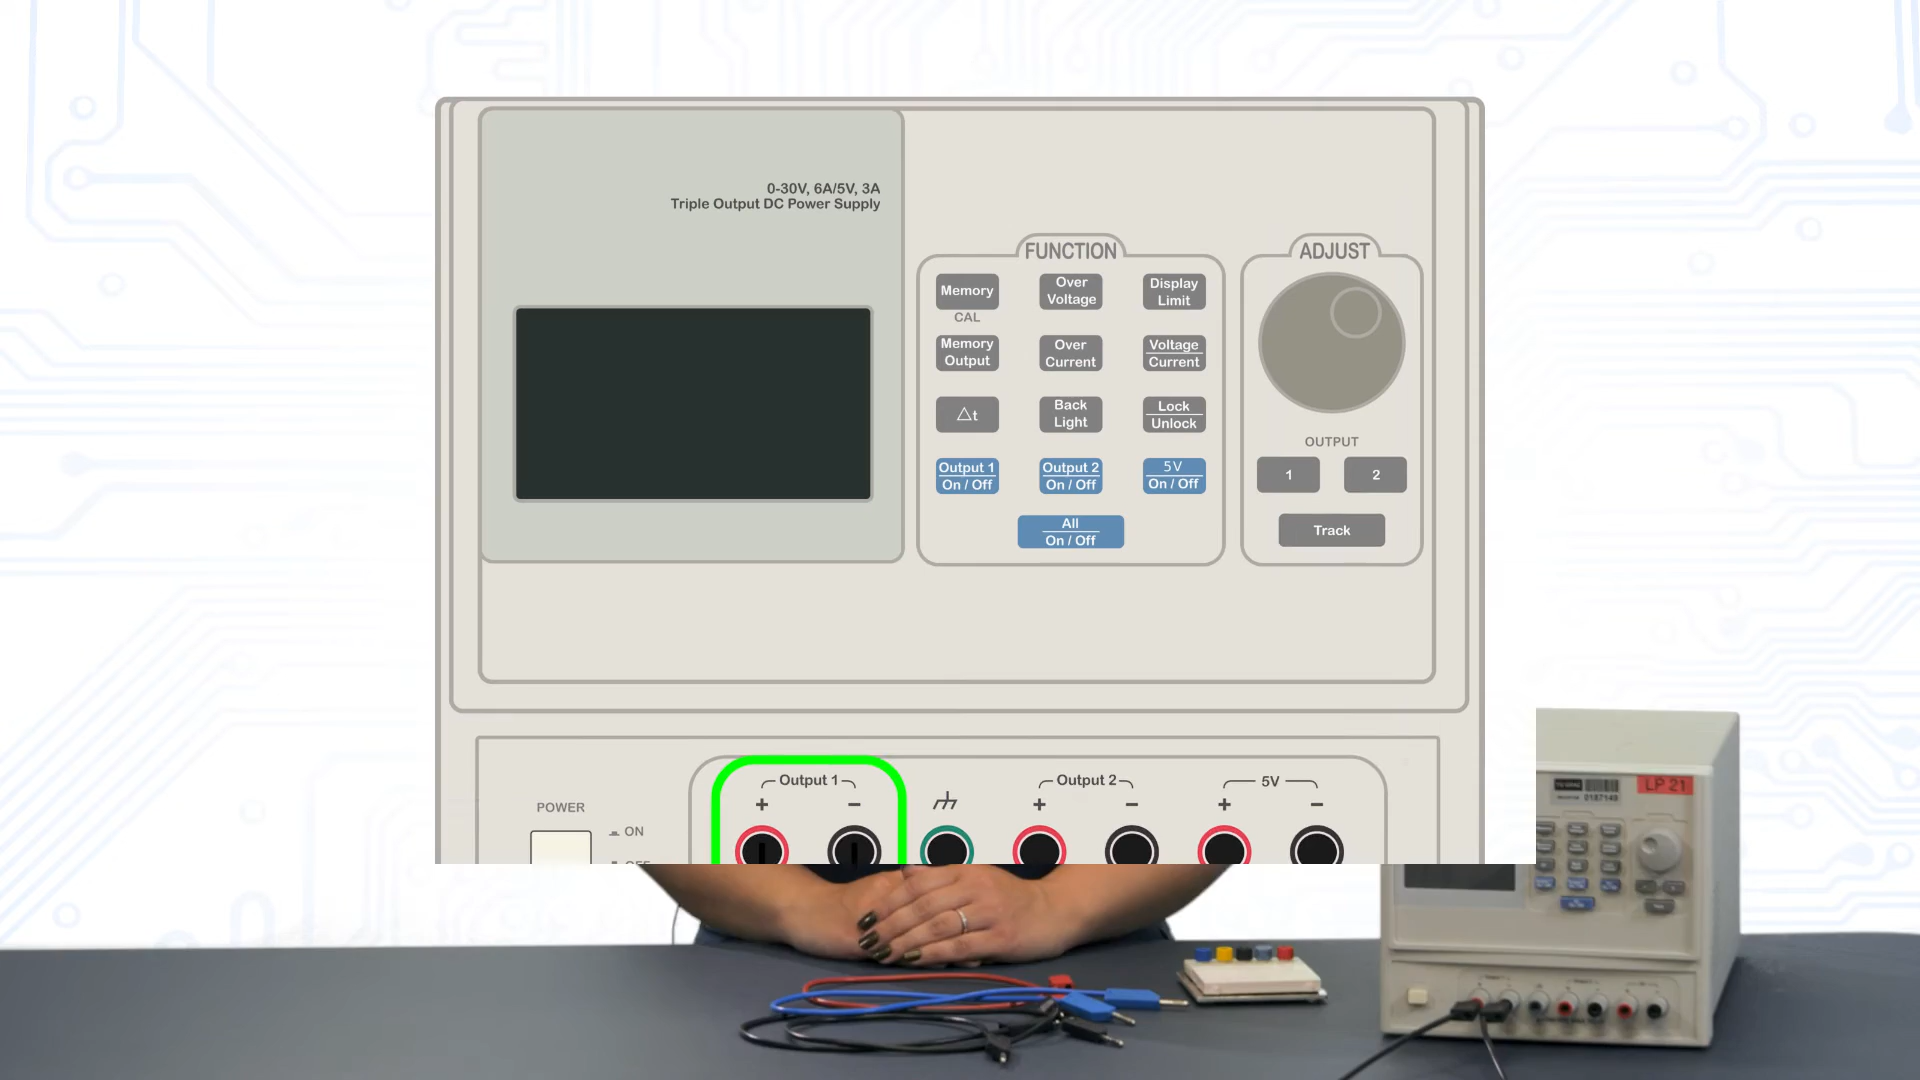 0-30V, 6A/5V, 3A
Triple Output DC Power Supply
FUNCTION
ADJUST
Memory
Over
Voltage
Display
Limit
CAL
Memory
Output
Over
Current
Voltage
Current
△t
Back
Light
Lock
Unlock
OUTPUT
Output 1
On / Off
Output 2
On / Off
5V
On / Off
1
2
All
On / Off
Track
Output 1
Output 2
5V
+ −
+ −
+ −
POWER
ON
OFF
LP 21
0187149